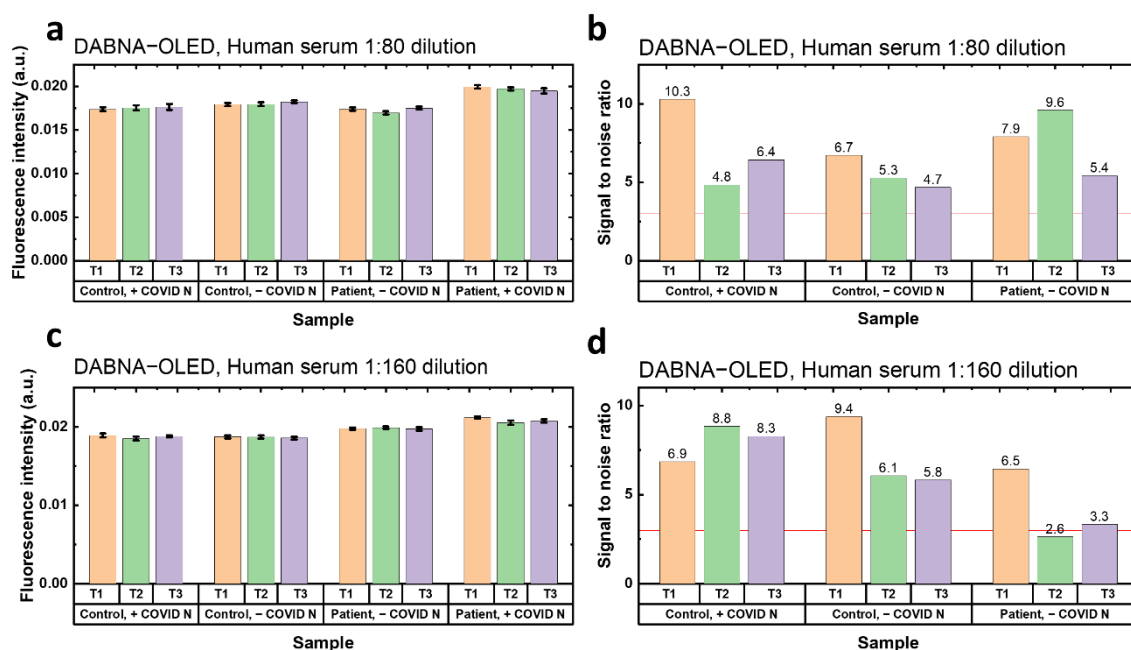 a
DABNA−OLED, Human serum 1:80 dilution
Fluorescence intensity (a.u.)
0.020
0.015
0.010
0.005
0.000
T1 T2 T3 T1 T2 T3 T1 T2 T3 T1 T2 T3
Control, + COVID N Control, − COVID N Patient, − COVID N Patient, + COVID N
Sample
b
DABNA−OLED, Human serum 1:80 dilution
Signal to noise ratio
10
5
0
10.3 4.8 6.4 6.7 5.3 4.7 7.9 9.6 5.4
T1 T2 T3 T1 T2 T3 T1 T2 T3
Control, + COVID N Control, − COVID N Patient, − COVID N
Sample
c
DABNA−OLED, Human serum 1:160 dilution
Fluorescence intensity (a.u.)
0.02
0.01
0.00
T1 T2 T3 T1 T2 T3 T1 T2 T3 T1 T2 T3
Control, + COVID N Control, − COVID N Patient, − COVID N Patient, + COVID N
Sample
d
DABNA−OLED, Human serum 1:160 dilution
Signal to noise ratio
10
5
0
6.9 8.8 8.3 9.4 6.1 5.8 6.5 2.6 3.3
T1 T2 T3 T1 T2 T3 T1 T2 T3
Control, + COVID N Control, − COVID N Patient, − COVID N
Sample